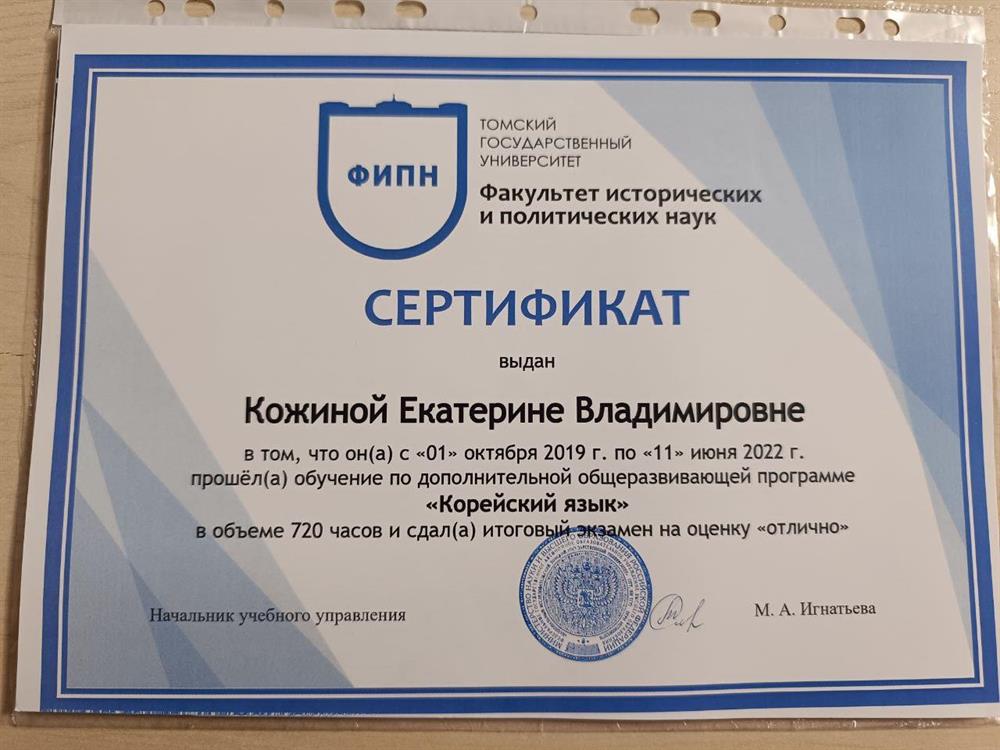 ФИПН
ТОМСКИЙ
ГОСУДАРСТВЕННЫЙ
УНИВЕРСИТЕТ
Факультет исторических
и политических наук
СЕРТИФИКАТ
выдан
Кожиной Екатерине Владимировне
в том, что он(а) с «01» октября 2019 г. по «11» июня 2022 г.
прошёл(а) обучение по дополнительной общеразвивающей программе
«Корейский язык»
в объеме 720 часов и сдал(а) итоговый экзамен на оценку «отлично»
Начальник учебного управления
М. А. Игнатьева